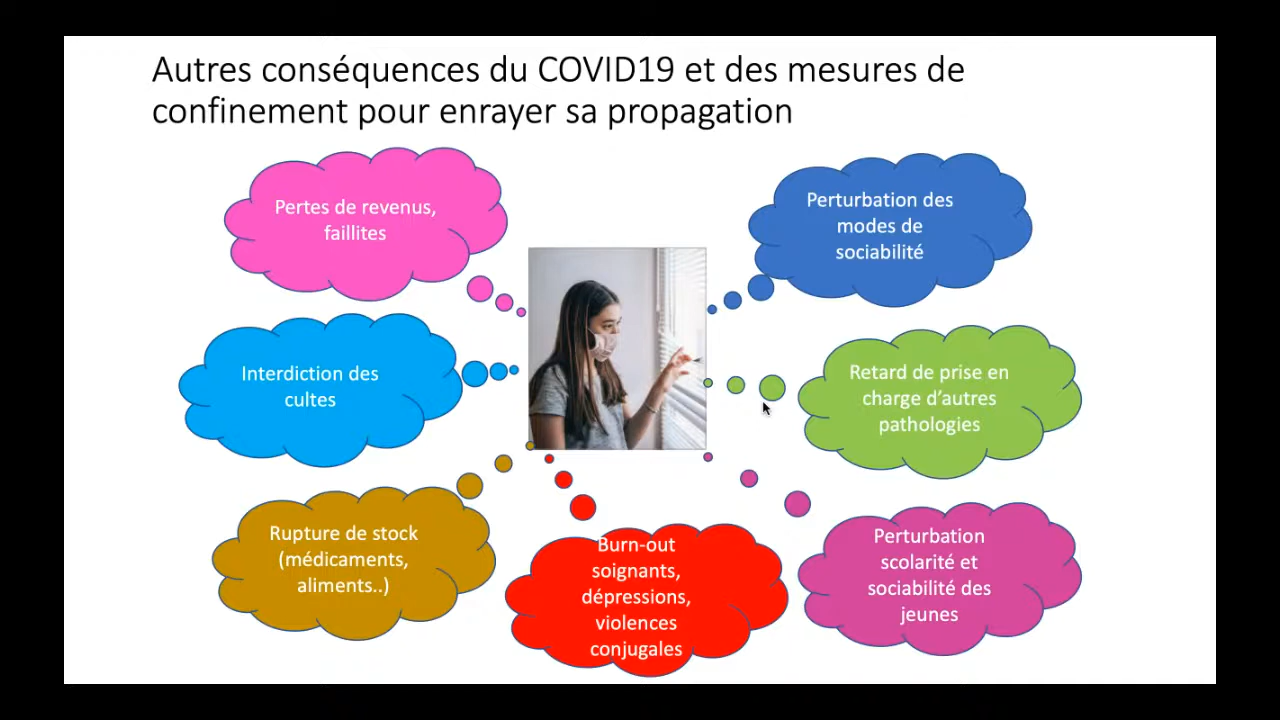 Autres conséquences du COVID19 et des mesures de
confinement pour enrayer sa propagation
Pertes de revenus,
faillites
Perturbation des
modes de
sociabilité
Interdiction des
cultes
Retard de prise en
charge d’autres
pathologies
Rupture de stock
(médicaments,
aliments..)
Burn-out
soignants,
dépressions,
violences
conjugales
Perturbation
scolarité et
sociabilité des
jeunes